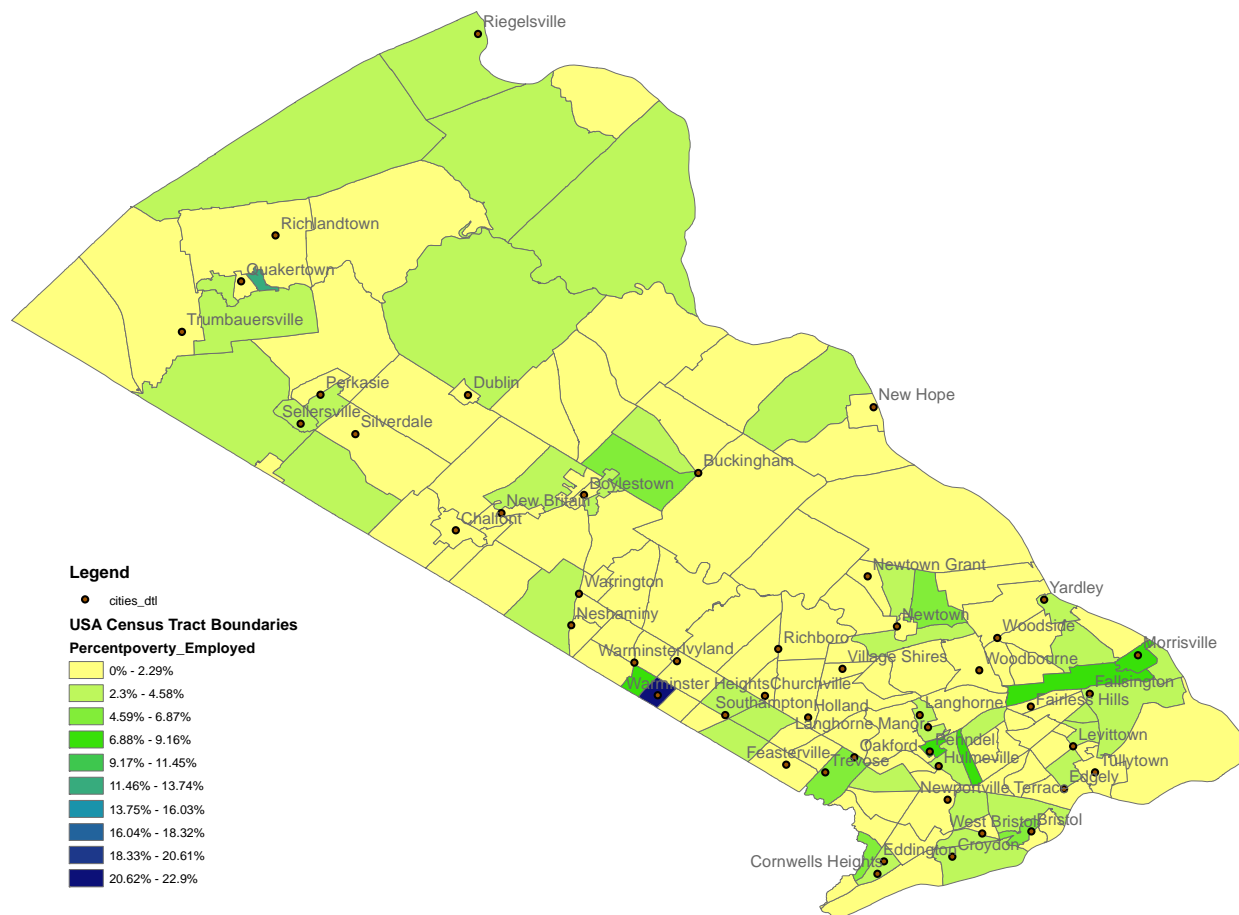 Riegelsville
Richlandtown
Quakertown
Trumbauersville
Perkasie
Dublin
Sellersville
Silverdale
New Hope
Buckingham
Doylestown
New Britain
Chalfont
Newtown Grant
Warrington
Yardley
Neshaminy
Newtown
Woodside
Richboro
Morrisville
Warminster
Ivyland
Village Shires
Woodbourne
Warminster Heights
Churchville
Fallsington
Southampton
Holland
Langhorne
Fairless Hills
Langhorne Manor
Penndel
Levittown
Feasterville
Oakford
Trevose
Hulmeville
Tullytown
Edgely
Newportville Terrace
West Bristol
Bristol
Eddington
Croydon
Cornwells Heights
Legend
cities_dtl
USA Census Tract Boundaries
Percentpoverty_Employed
0% - 2.29%
2.3% - 4.58%
4.59% - 6.87%
6.88% - 9.16%
9.17% - 11.45%
11.46% - 13.74%
13.75% - 16.03%
16.04% - 18.32%
18.33% - 20.61%
20.62% - 22.9%